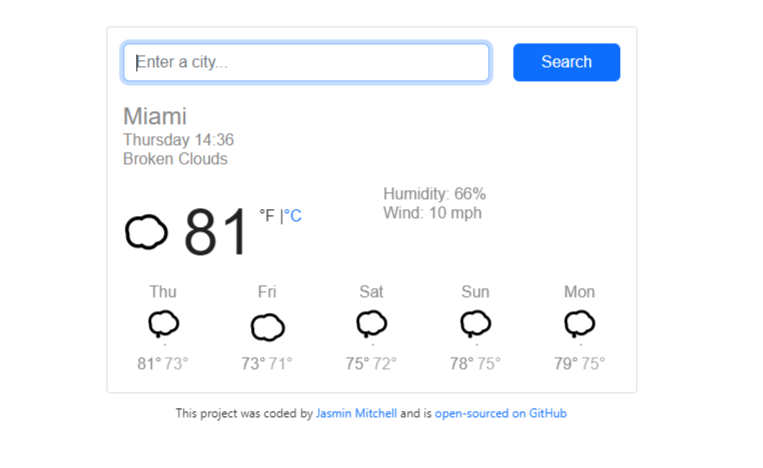 Enter a city...
Search
Miami
Thursday 14:36
Broken Clouds
Humidity: 66%
Wind: 10 mph
81 °F |°C
Thu Fri Sat Sun Mon
81° 73° 73° 71° 75° 72° 78° 75° 79° 75°
This project was coded by Jasmin Mitchell and is open-sourced on GitHub